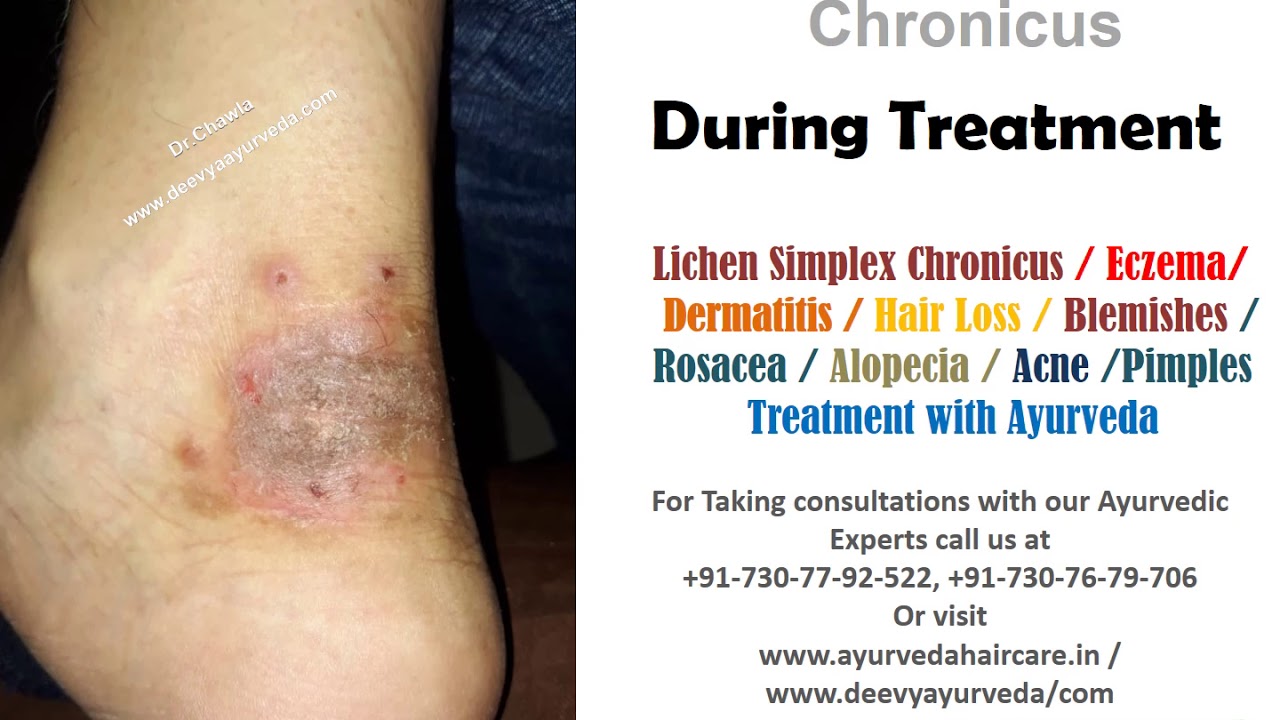 Chronicus
During Treatment
Dr.Chawla
www.deevyaayurveda.com
Lichen Simplex Chronicus / Eczema/
Dermatitis / Hair Loss / Blemishes /
Rosacea / Alopecia / Acne /Pimples
Treatment with Ayurveda
For Taking consultations with our Ayurvedic
Experts call us at
+91-730-77-92-522, +91-730-76-79-706
Or visit
www.ayurvedahaircare.in /
www.deevyayurveda/com